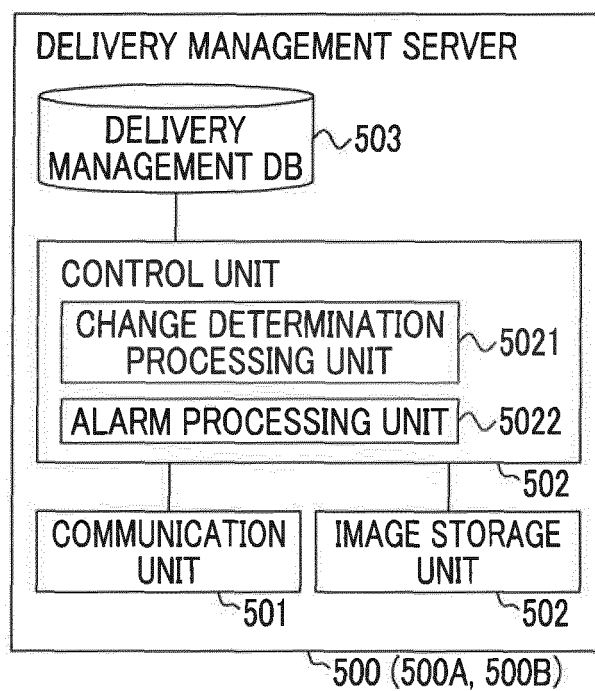 DELIVERY MANAGEMENT SERVER
DELIVERY
MANAGEMENT DB
503
CONTROL UNIT
CHANGE DETERMINATION
PROCESSING UNIT
5021
ALARM PROCESSING UNIT
5022
502
COMMUNICATION
UNIT
501
IMAGE STORAGE
UNIT
502
500 (500A, 500B)